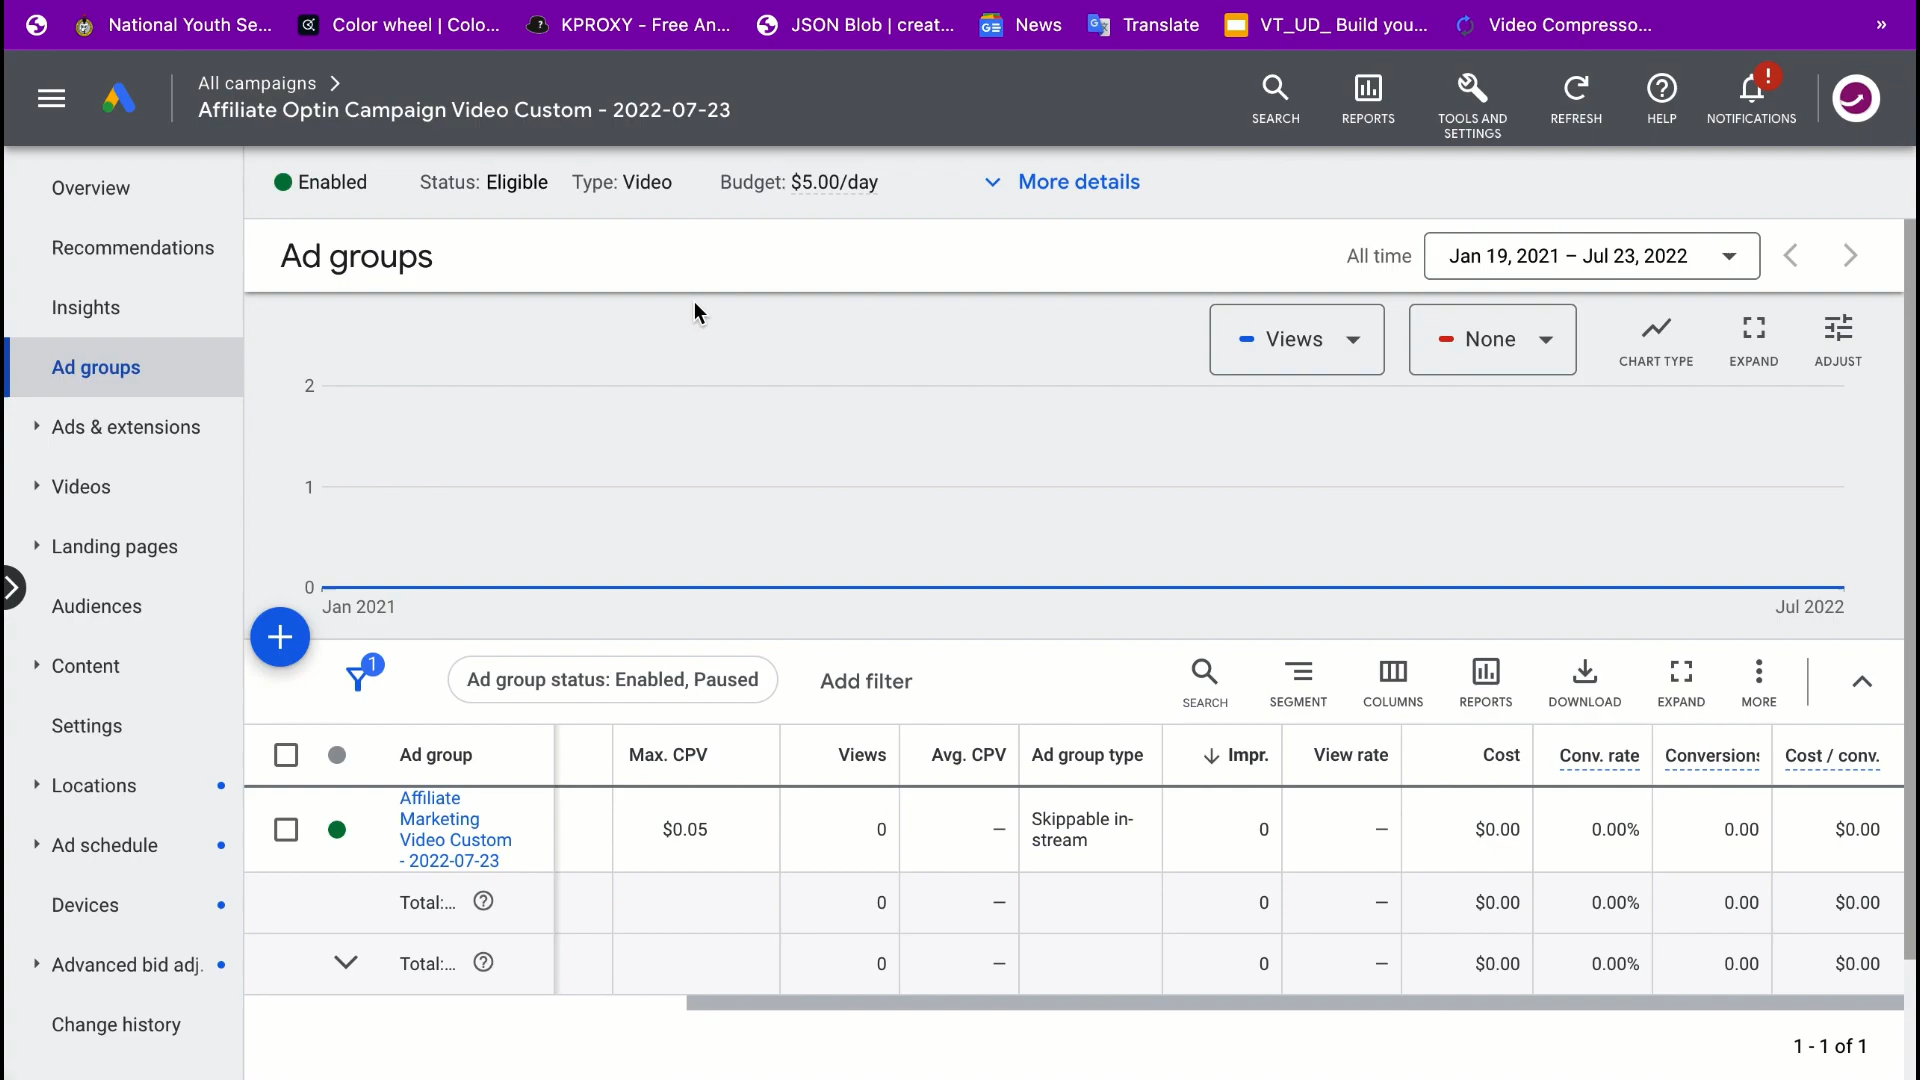 National Youth Se...
Color wheel | Colo...
KPROXY - Free An...
JSON Blob | creat...
News
Translate
VT_UD_ Build you...
Video Compresso...
»
All campaigns
Affiliate Optin Campaign Video Custom - 2022-07-23
SEARCH
REPORTS
TOOLS AND
SETTINGS
REFRESH
HELP
!
NOTIFICATIONS
Overview
Recommendations
Insights
Ad groups
Ads & extensions
Videos
Landing pages
Audiences
Content
Settings
Locations
Ad schedule
Devices
Advanced bid adj.
Change history
Enabled
Status: Eligible
Type: Video
Budget: $5.00/day
More details
Ad groups
All time
Jan 19, 2021 – Jul 23, 2022
Views
None
CHART TYPE
EXPAND
ADJUST
2
1
0
Jan 2021
Jul 2022
1
Ad group status: Enabled, Paused
Add filter
SEARCH
SEGMENT
COLUMNS
REPORTS
DOWNLOAD
EXPAND
MORE
Ad group Max. CPV Views Avg. CPV Ad group type Impr. View rate Cost Conv. rate Conversions Cost / conv.
Affiliate
Marketing
Video Custom
- 2022-07-23
$0.05 0 –
Skippable in-
stream
0 – $0.00 0.00% 0.00 $0.00
Total:... 0 – 0 – $0.00 0.00% 0.00 $0.00
Total:... 0 – 0 – $0.00 0.00% 0.00 $0.00
1 - 1 of 1